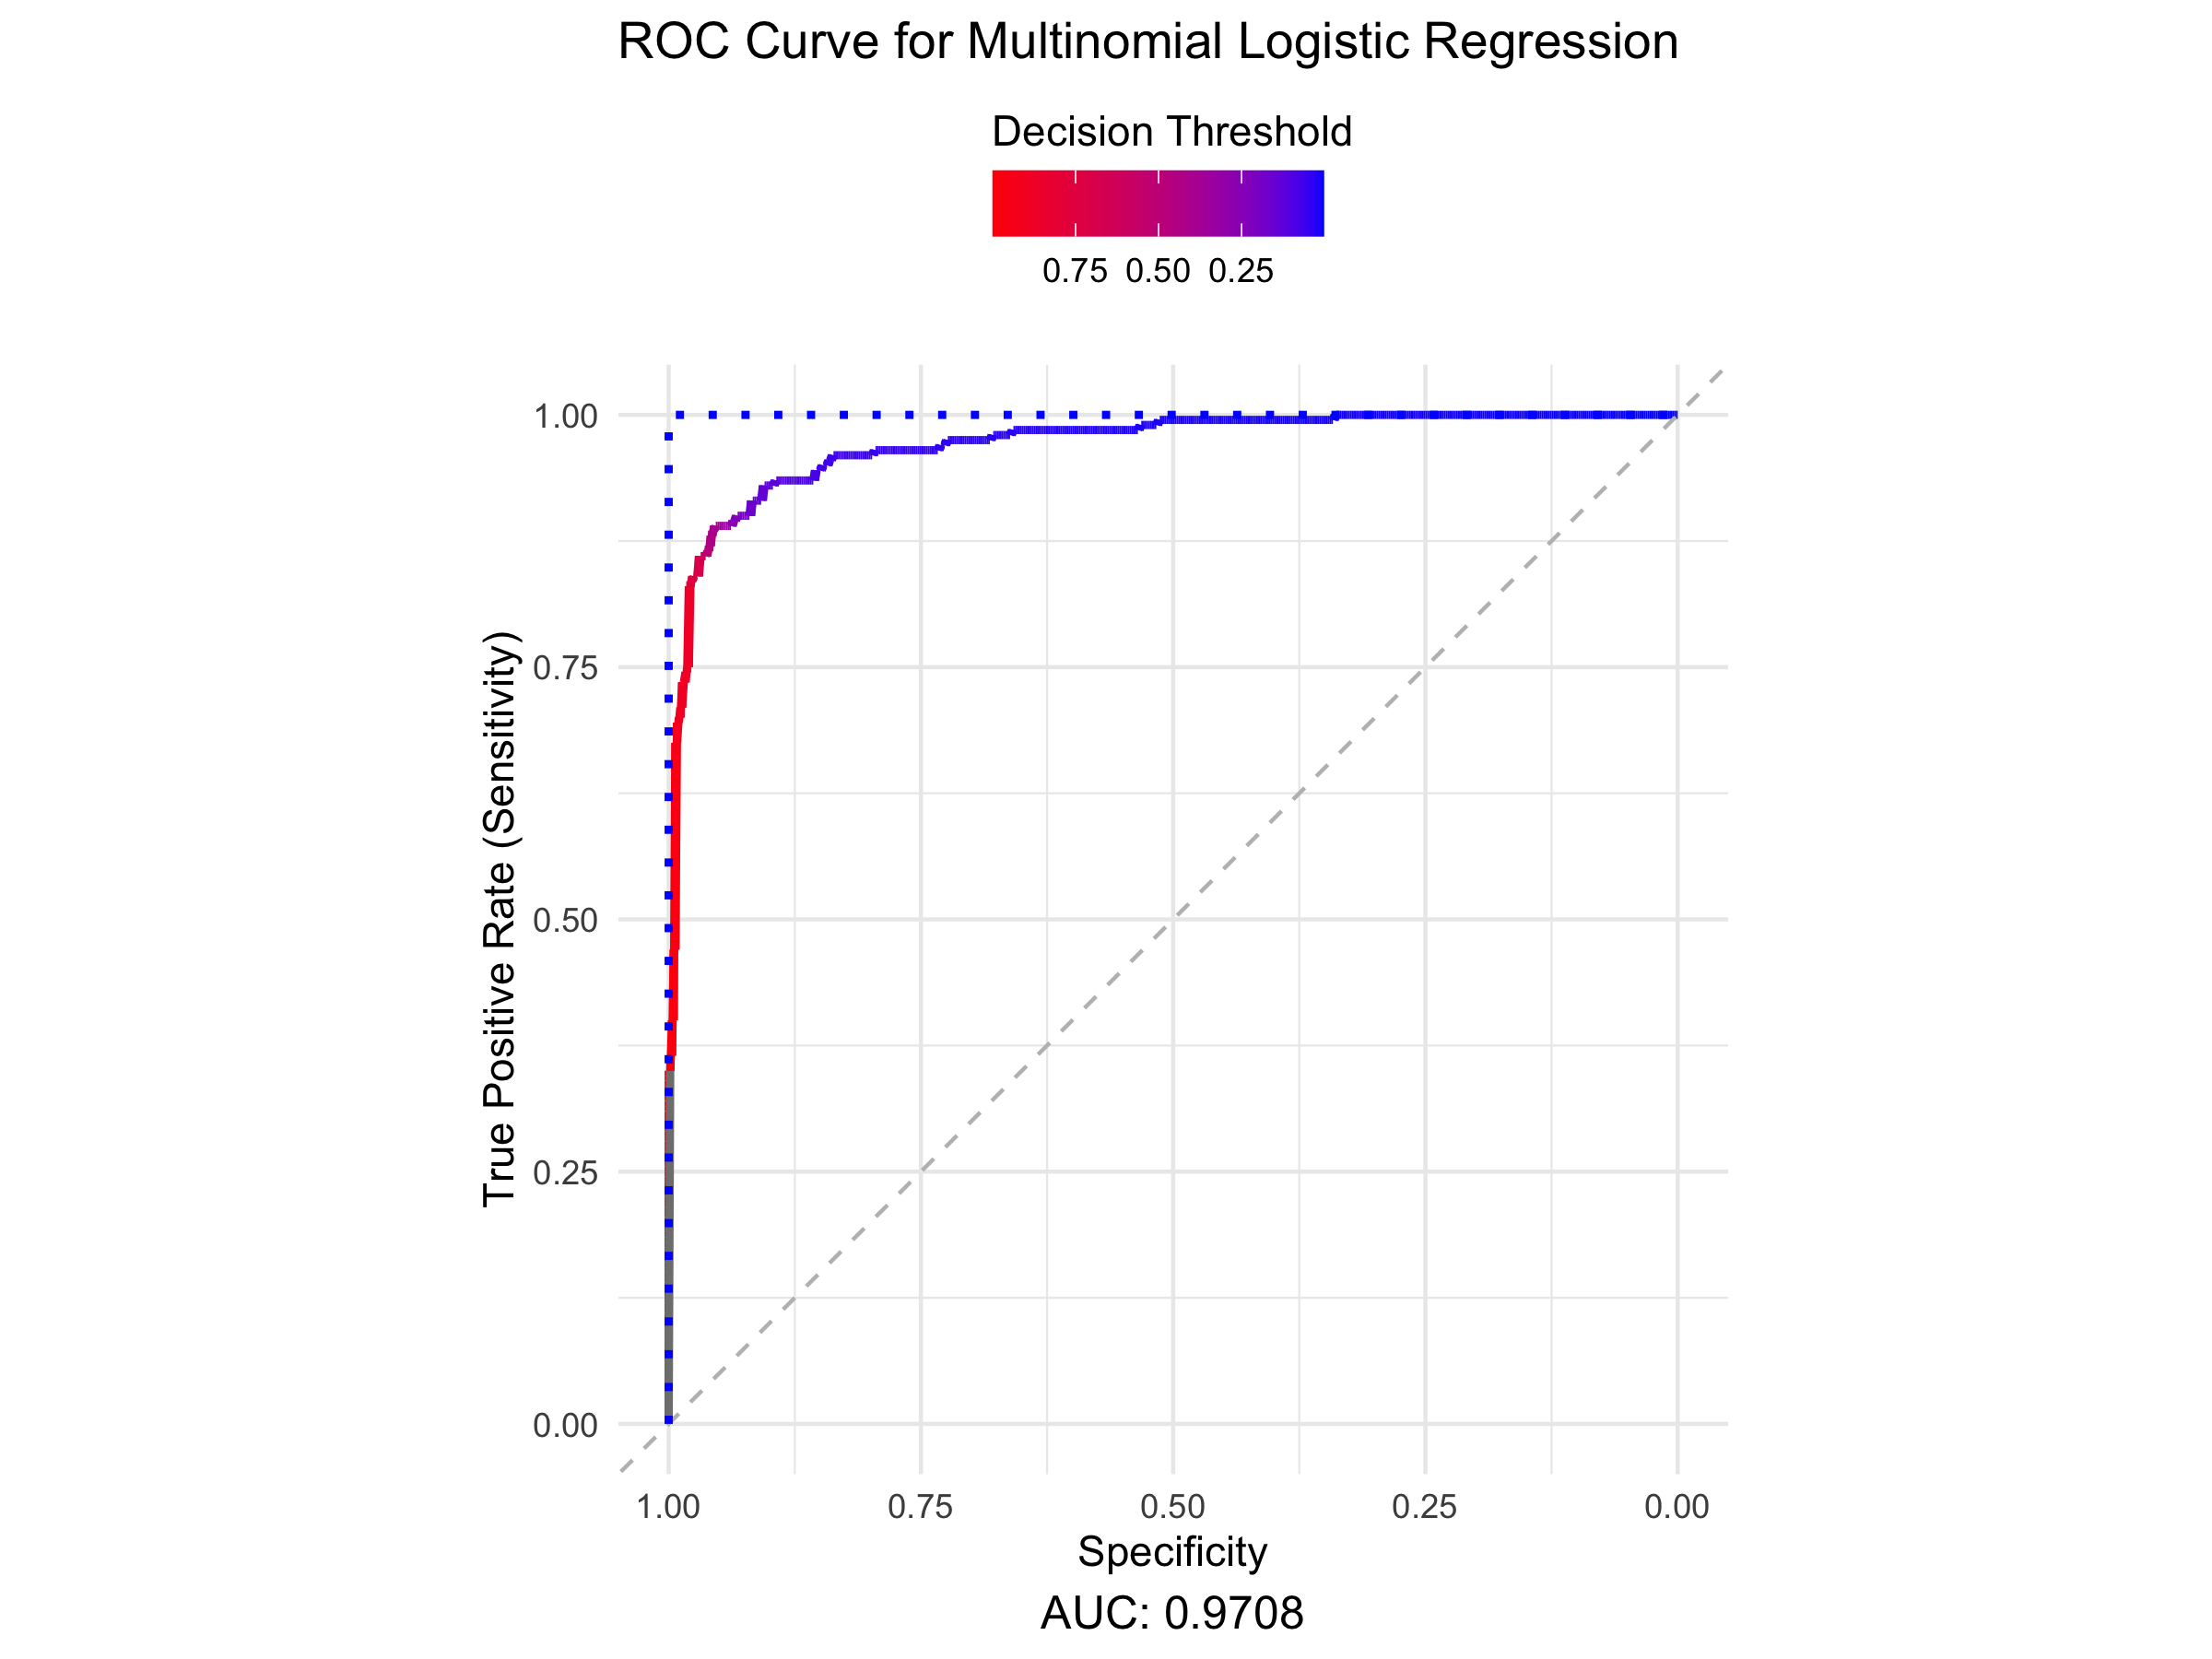 ROC Curve for Multinomial Logistic Regression
Decision Threshold
0.75 0.50 0.25
True Positive Rate (Sensitivity)
1.00
0.75
0.50
0.25
0.00
1.00 0.75 0.50 0.25 0.00
Specificity
AUC: 0.9708